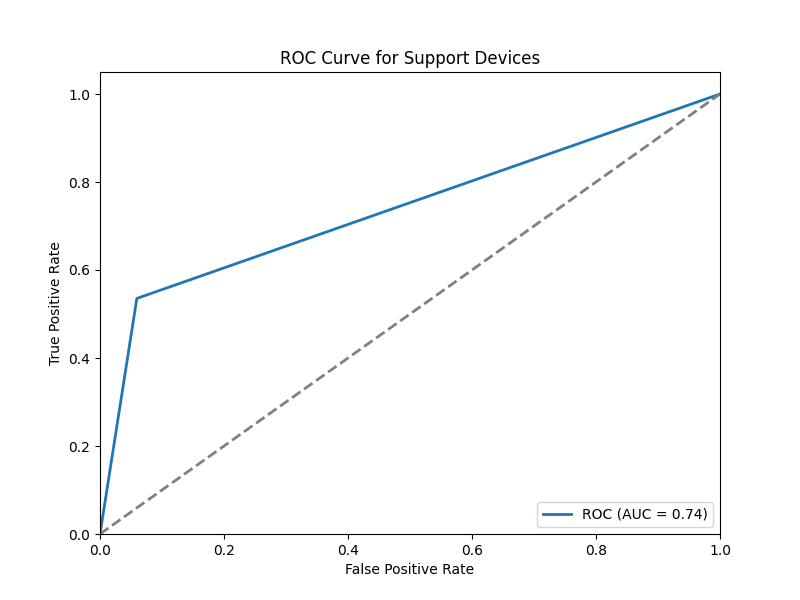 ROC Curve for Support Devices
True Positive Rate
1.0
0.8
0.6
0.4
0.2
0.0
ROC (AUC = 0.74)
0.0 0.2 0.4 0.6 0.8 1.0
False Positive Rate